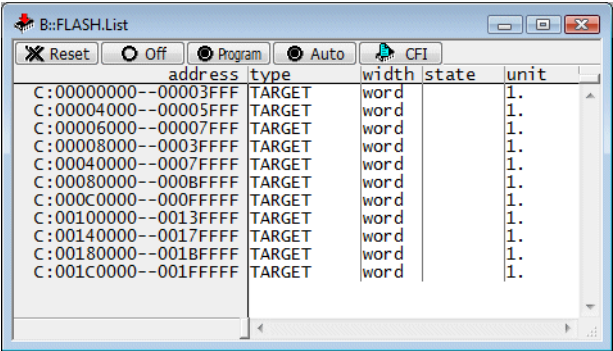 B::FLASH.List
Reset Off Program Auto CFI
address type width state unit
C:00000000--00003FFF TARGET word 1.
C:00004000--00005FFF TARGET word 1.
C:00006000--00007FFF TARGET word 1.
C:00008000--0003FFFF TARGET word 1.
C:00040000--0007FFFF TARGET word 1.
C:00080000--000BFFFF TARGET word 1.
C:000C0000--000FFFFF TARGET word 1.
C:00100000--0013FFFF TARGET word 1.
C:00140000--0017FFFF TARGET word 1.
C:00180000--001BFFFF TARGET word 1.
C:001C0000--001FFFFF TARGET word 1.